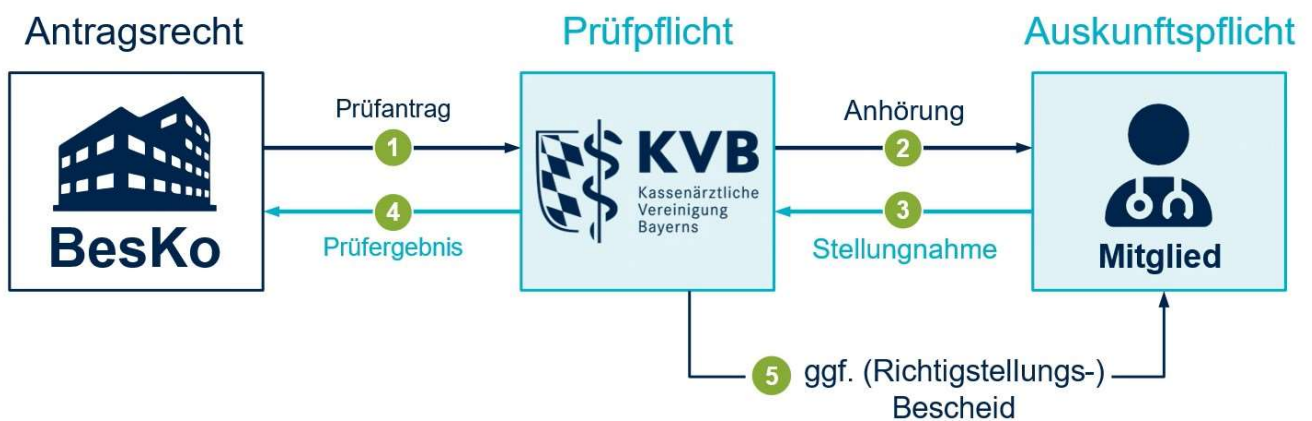 Antragsrecht
Prüfpflicht
Auskunftspflicht
BesKo
Prüfantrag
1
4
Prüfergebnis
KVB
Kassenärztliche
Vereinigung
Bayerns
Anhörung
2
3
Stellungnahme
Mitglied
5 ggf. (Richtigstellungs-)
Bescheid